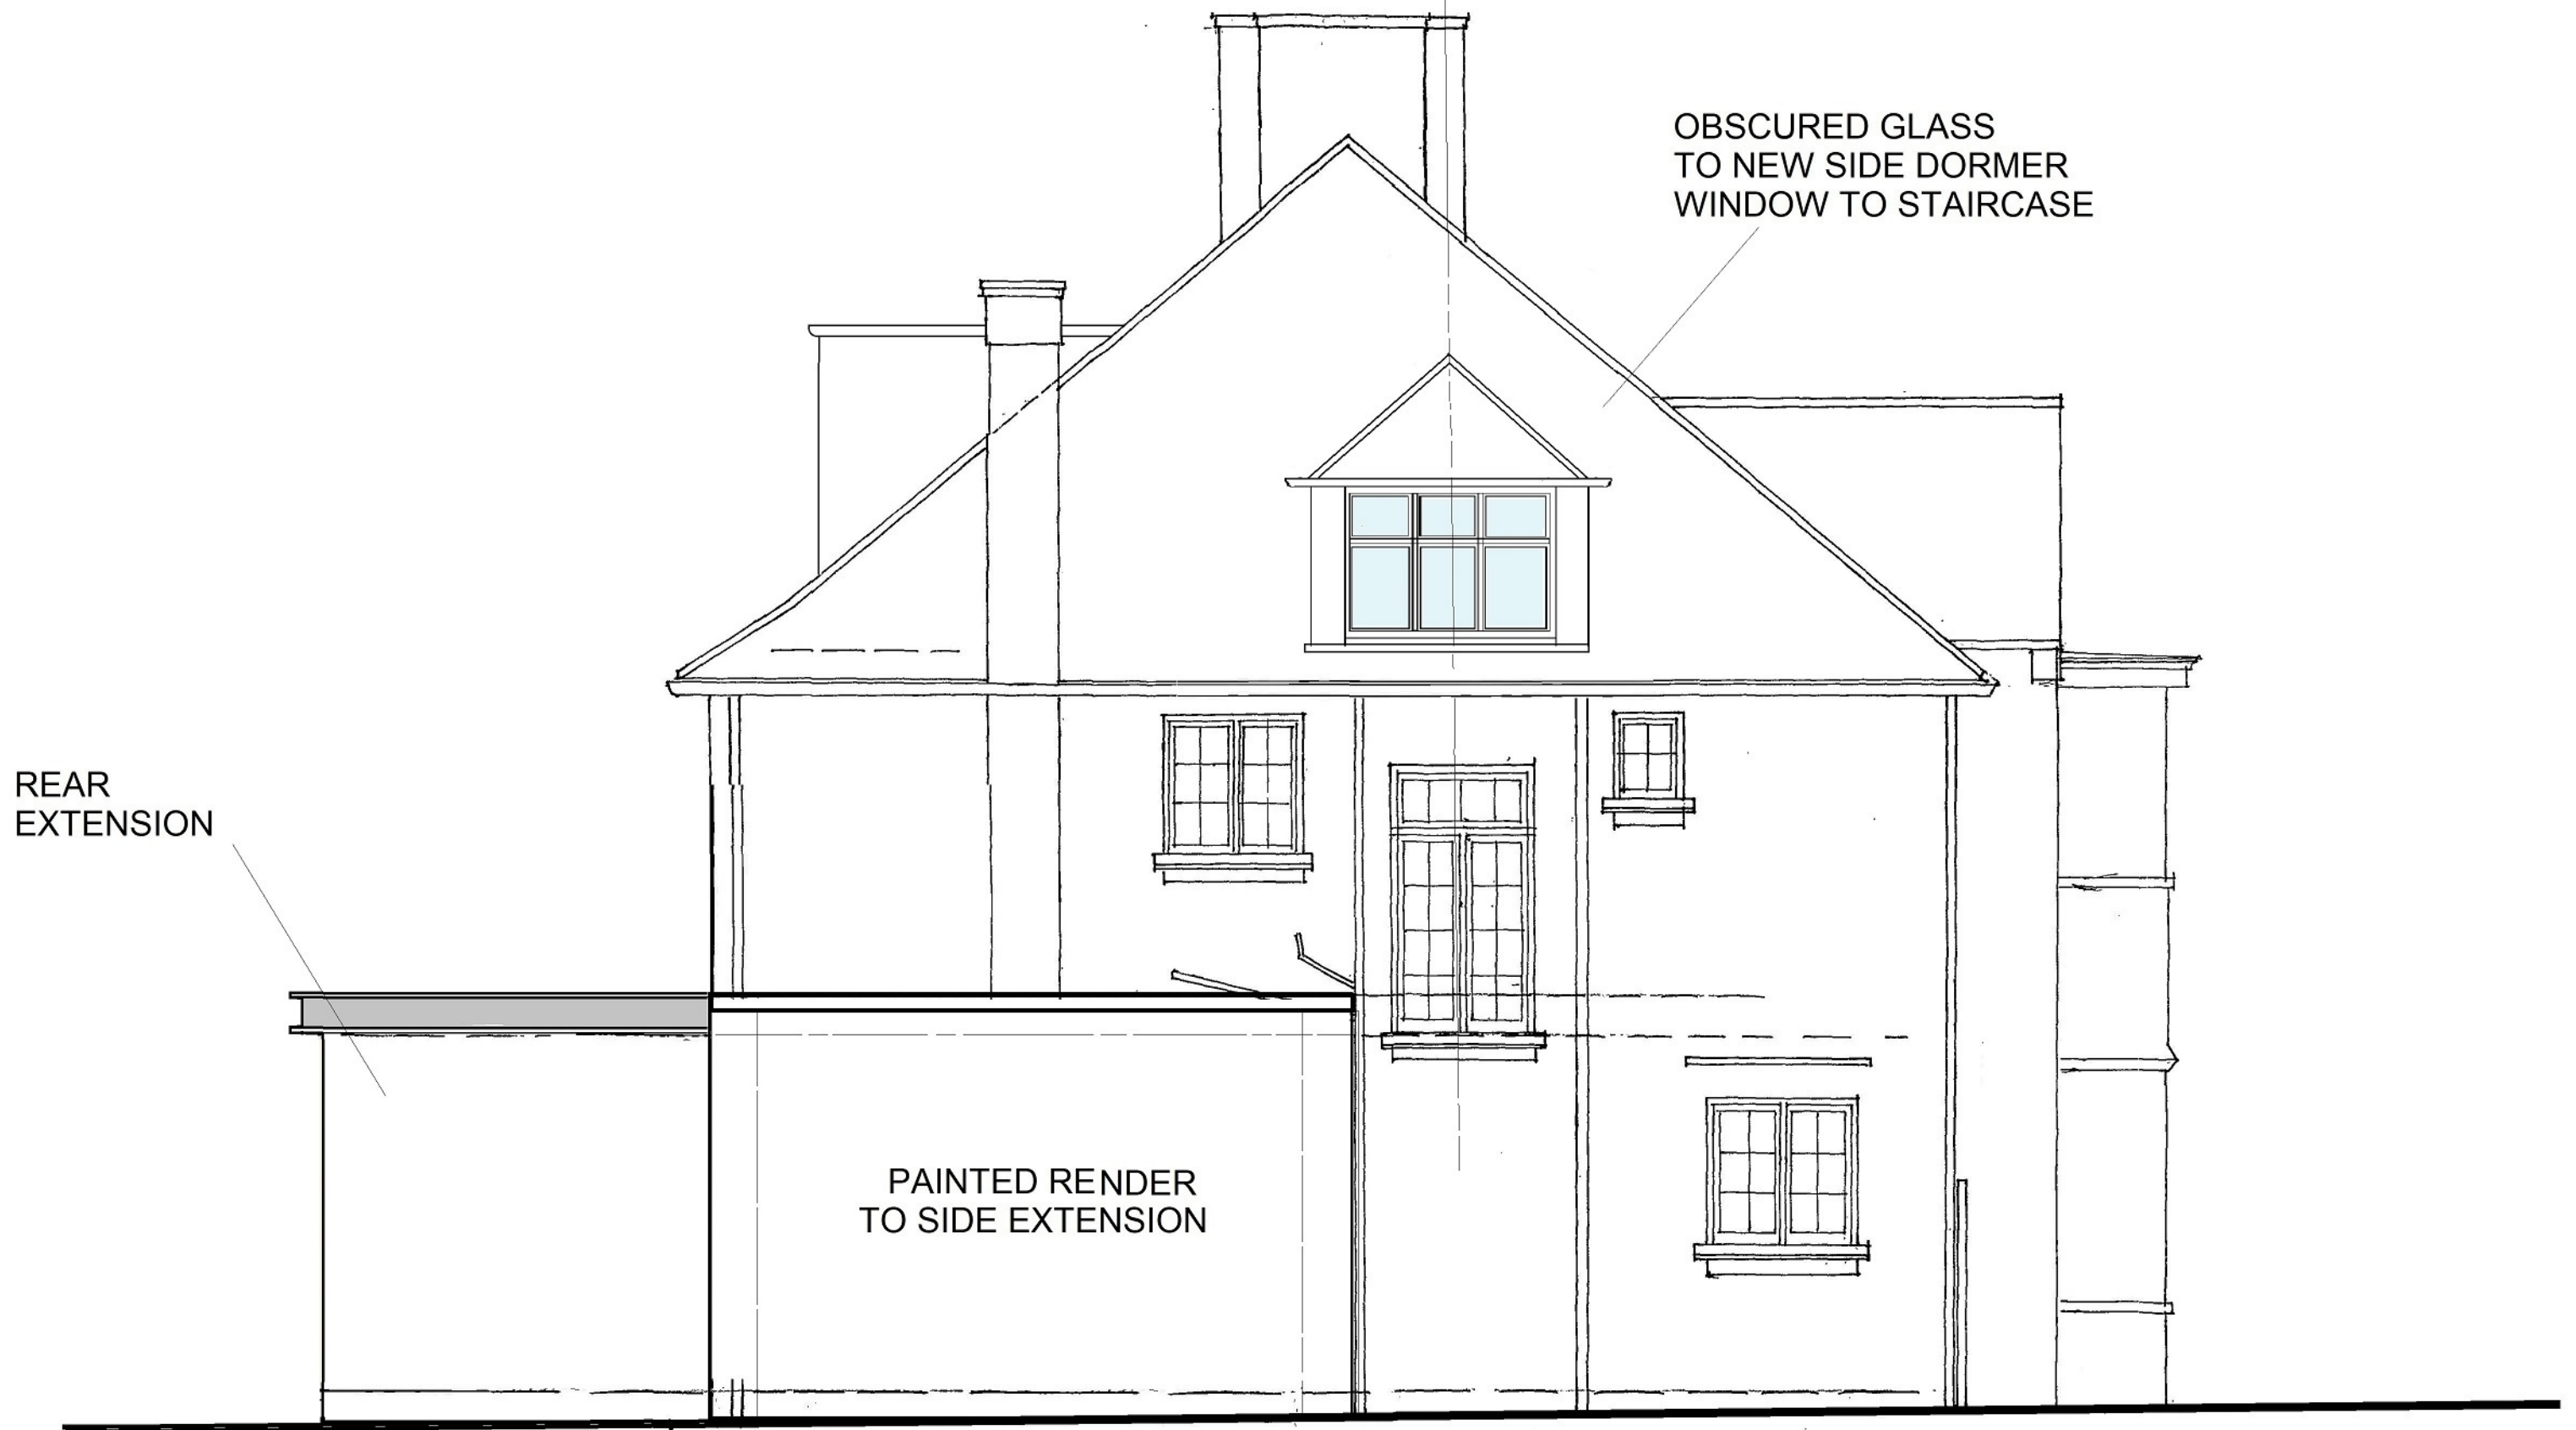 OBSCURED GLASS
TO NEW SIDE DORMER
WINDOW TO STAIRCASE
REAR
EXTENSION
PAINTED RENDER
TO SIDE EXTENSION